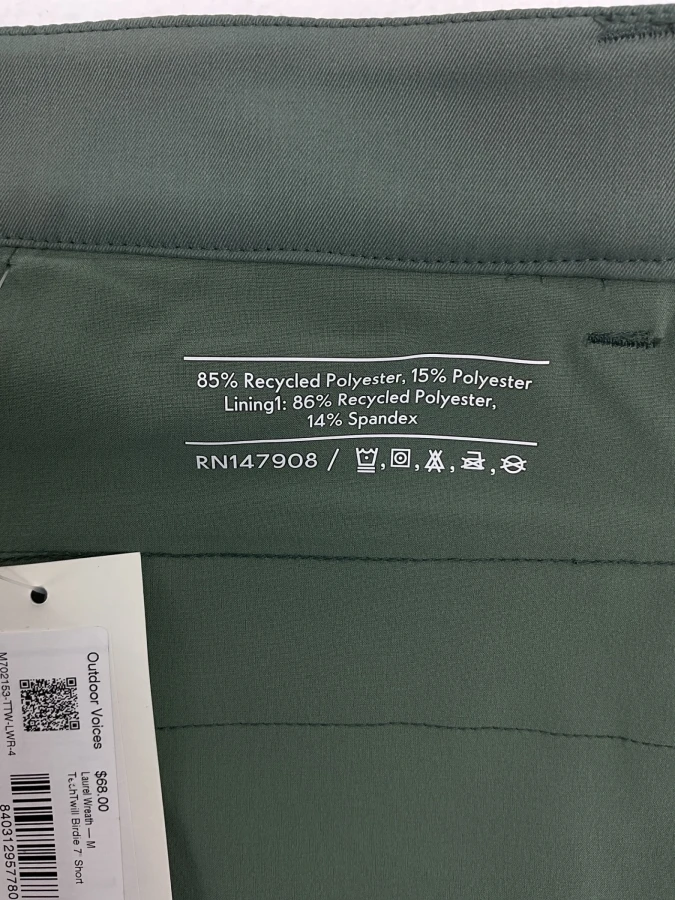 85% Recycled Polyester, 15% Polyester
Lining1: 86% Recycled Polyester,
14% Spandex
RN147908 /
Outdoor Voices
M702153-TTW-LWR-4
$68.00
Laurel Wreath — M
TechTwill Birdie 7" Short
840312957780